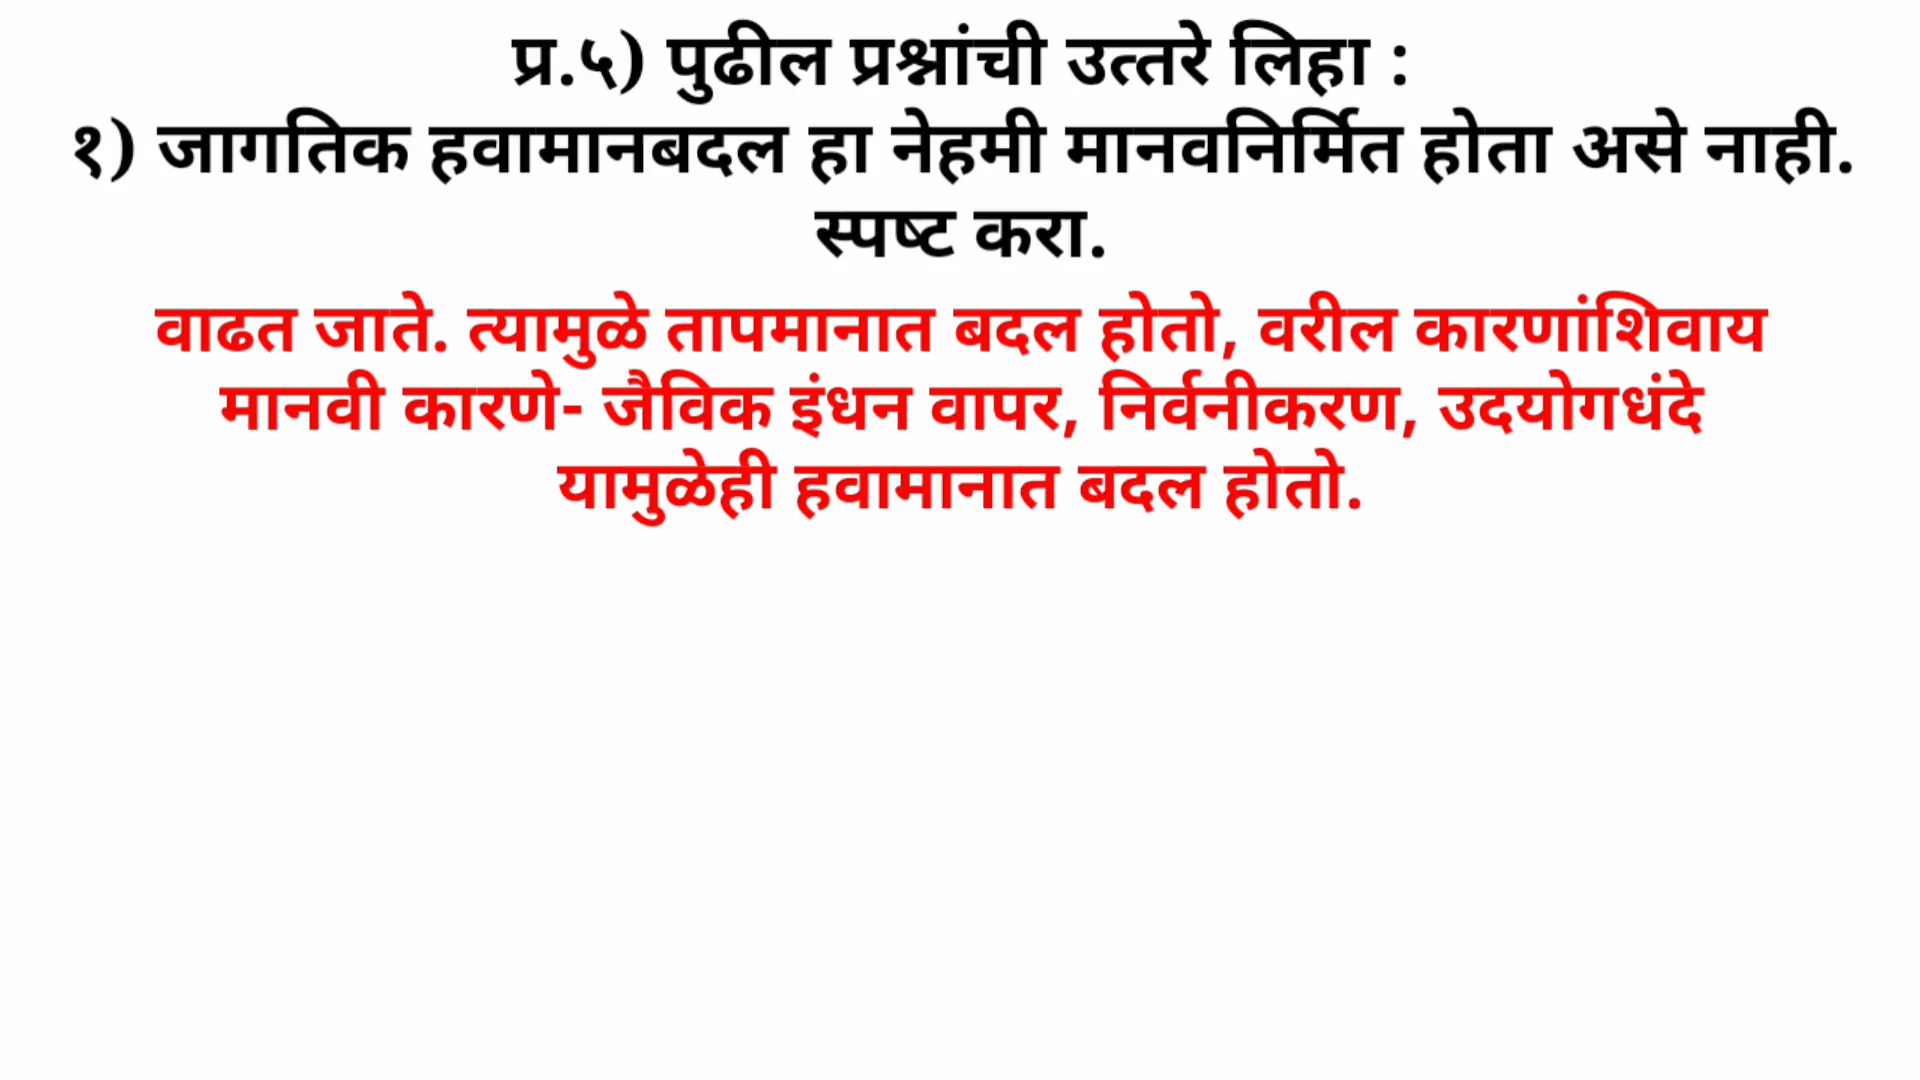 प्र.५) पुढील प्रश्नांची उत्तरे लिहा :
१) जागतिक हवामानबदल हा नेहमी मानवनिर्मित होता असे नाही.
स्पष्ट करा.
वाढत जाते. त्यामुळे तापमानात बदल होतो, वरील कारणांशिवाय
मानवी कारणे- जैविक इंधन वापर, निर्वनीकरण, उदयोगधंदे
यामुळेही हवामानात बदल होतो.